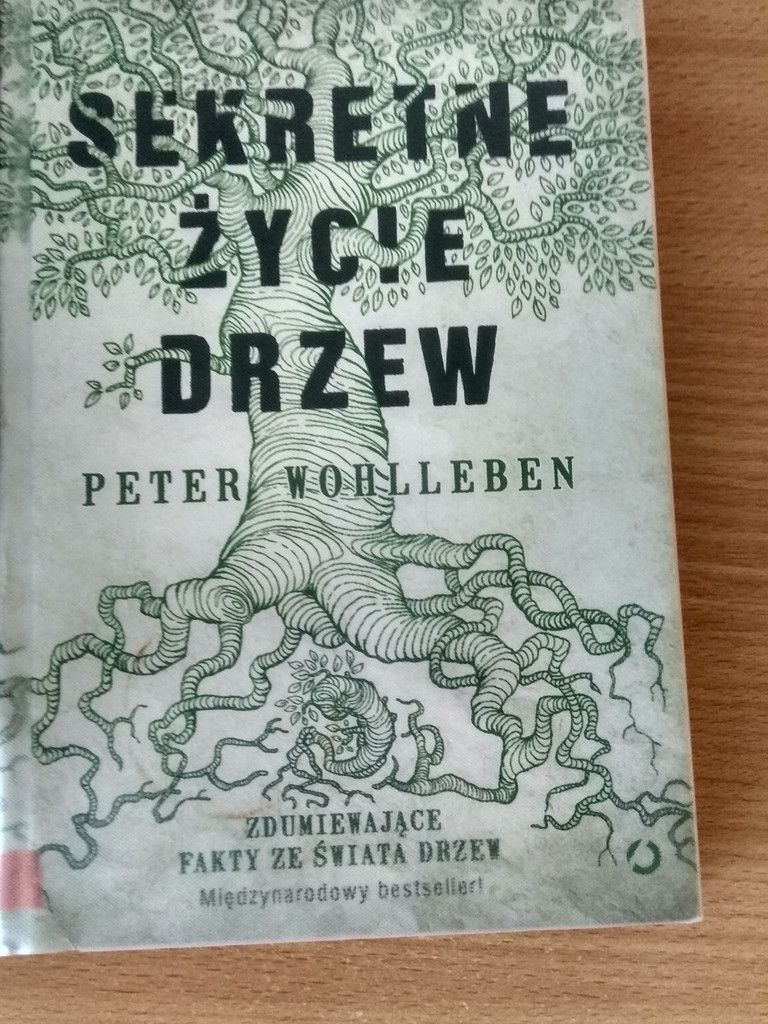 SEKRETNE
ŻYCIE
DRZEW
PETER WOHLLEBEN
ZDUMIEWAJĄCE
FAKTY ZE ŚWIATA DRZEW
Międzynarodowy bestseller!